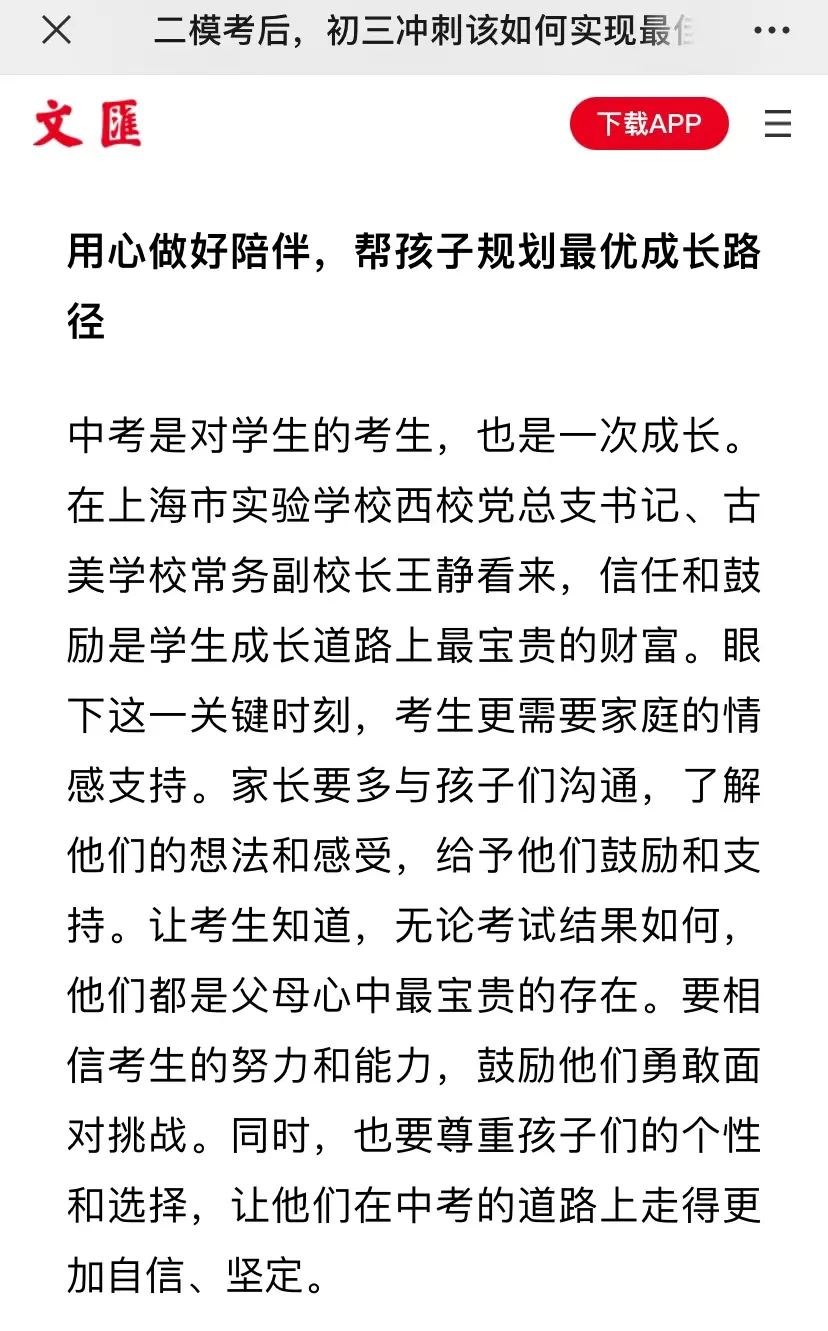 二模考后，初三冲刺该如何实现最佳
文匯
下载APP
用心做好陪伴，帮孩子规划最优成长路
径
中考是对学生的考生，也是一次成长。
在上海市实验学校西校党总支书记、古
美学校常务副校长王静看来，信任和鼓
励是学生成长道路上最宝贵的财富。眼
下这一关键时刻，考生更需要家庭的情
感支持。家长要多与孩子们沟通，了解
他们的想法和感受，给予他们鼓励和支
持。让考生知道，无论考试结果如何，
他们都是父母心中最宝贵的存在。要相
信考生的努力和能力，鼓励他们勇敢面
对挑战。同时，也要尊重孩子们的个性
和选择，让他们在中考的道路上走得更
加自信、坚定。